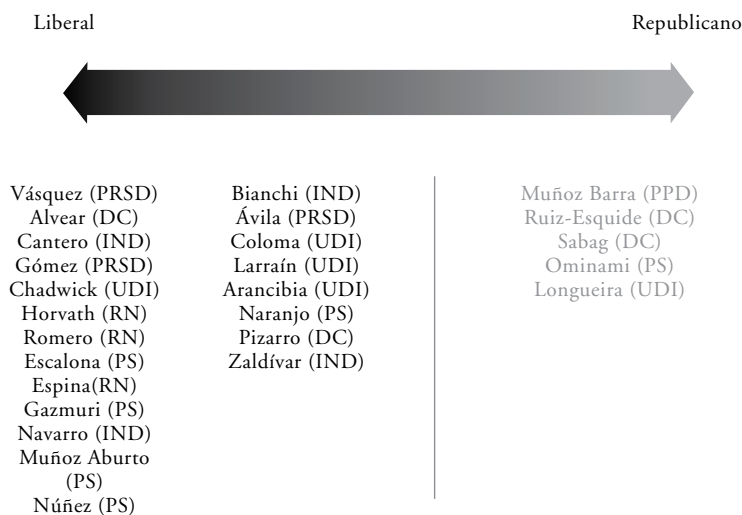 Liberal
Republicano
Vásquez (PRSD)
Alvear (DC)
Cantero (IND)
Gómez (PRSD)
Chadwick (UDI)
Horvath (RN)
Romero (RN)
Escalona (PS)
Espina(RN)
Gazmuri (PS)
Navarro (IND)
Muñoz Aburto
(PS)
Núñez (PS)
Bianchi (IND)
Ávila (PRSD)
Coloma (UDI)
Larraín (UDI)
Arancibia (UDI)
Naranjo (PS)
Pizarro (DC)
Zaldívar (IND)
Muñoz Barra (PPD)
Ruiz-Esquide (DC)
Sabag (DC)
Ominami (PS)
Longueira (UDI)